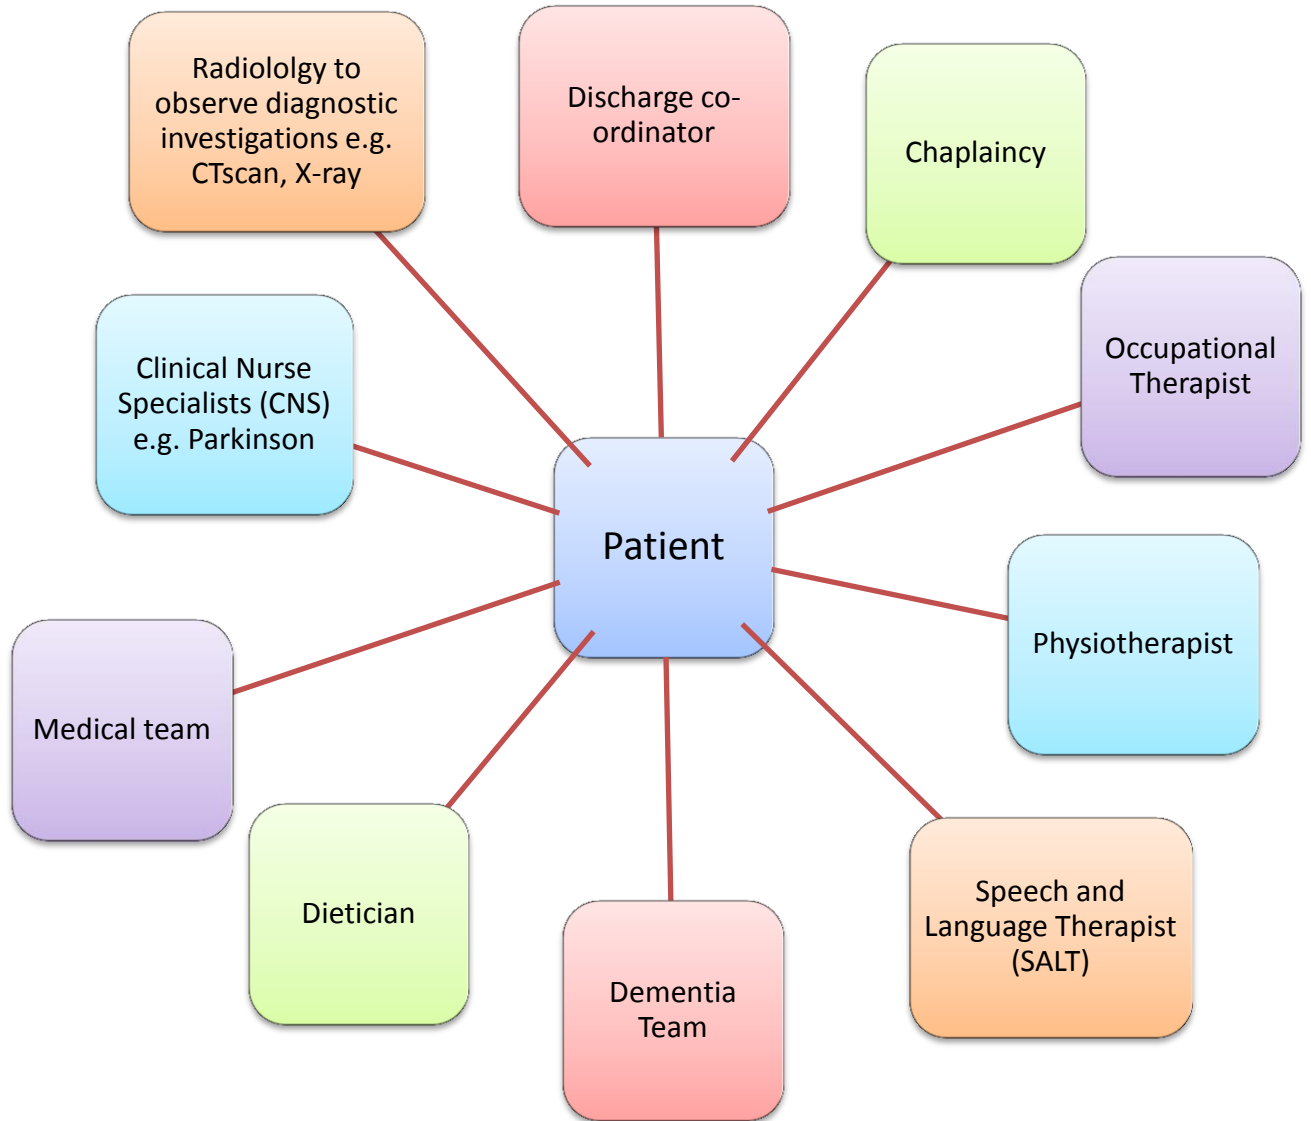 Radiololgy to
observe diagnostic
investigations e.g.
CTscan, X-ray
Discharge co-
ordinator
Chaplaincy
Occupational
Therapist
Clinical Nurse
Specialists (CNS)
e.g. Parkinson
Patient
Physiotherapist
Medical team
Dietician
Speech and
Language Therapist
(SALT)
Dementia
Team